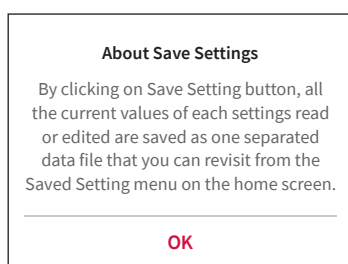 About Save Settings
By clicking on Save Setting button, all
the current values of each settings read
or edited are saved as one separated
data file that you can revisit from the
Saved Setting menu on the home screen.
OK